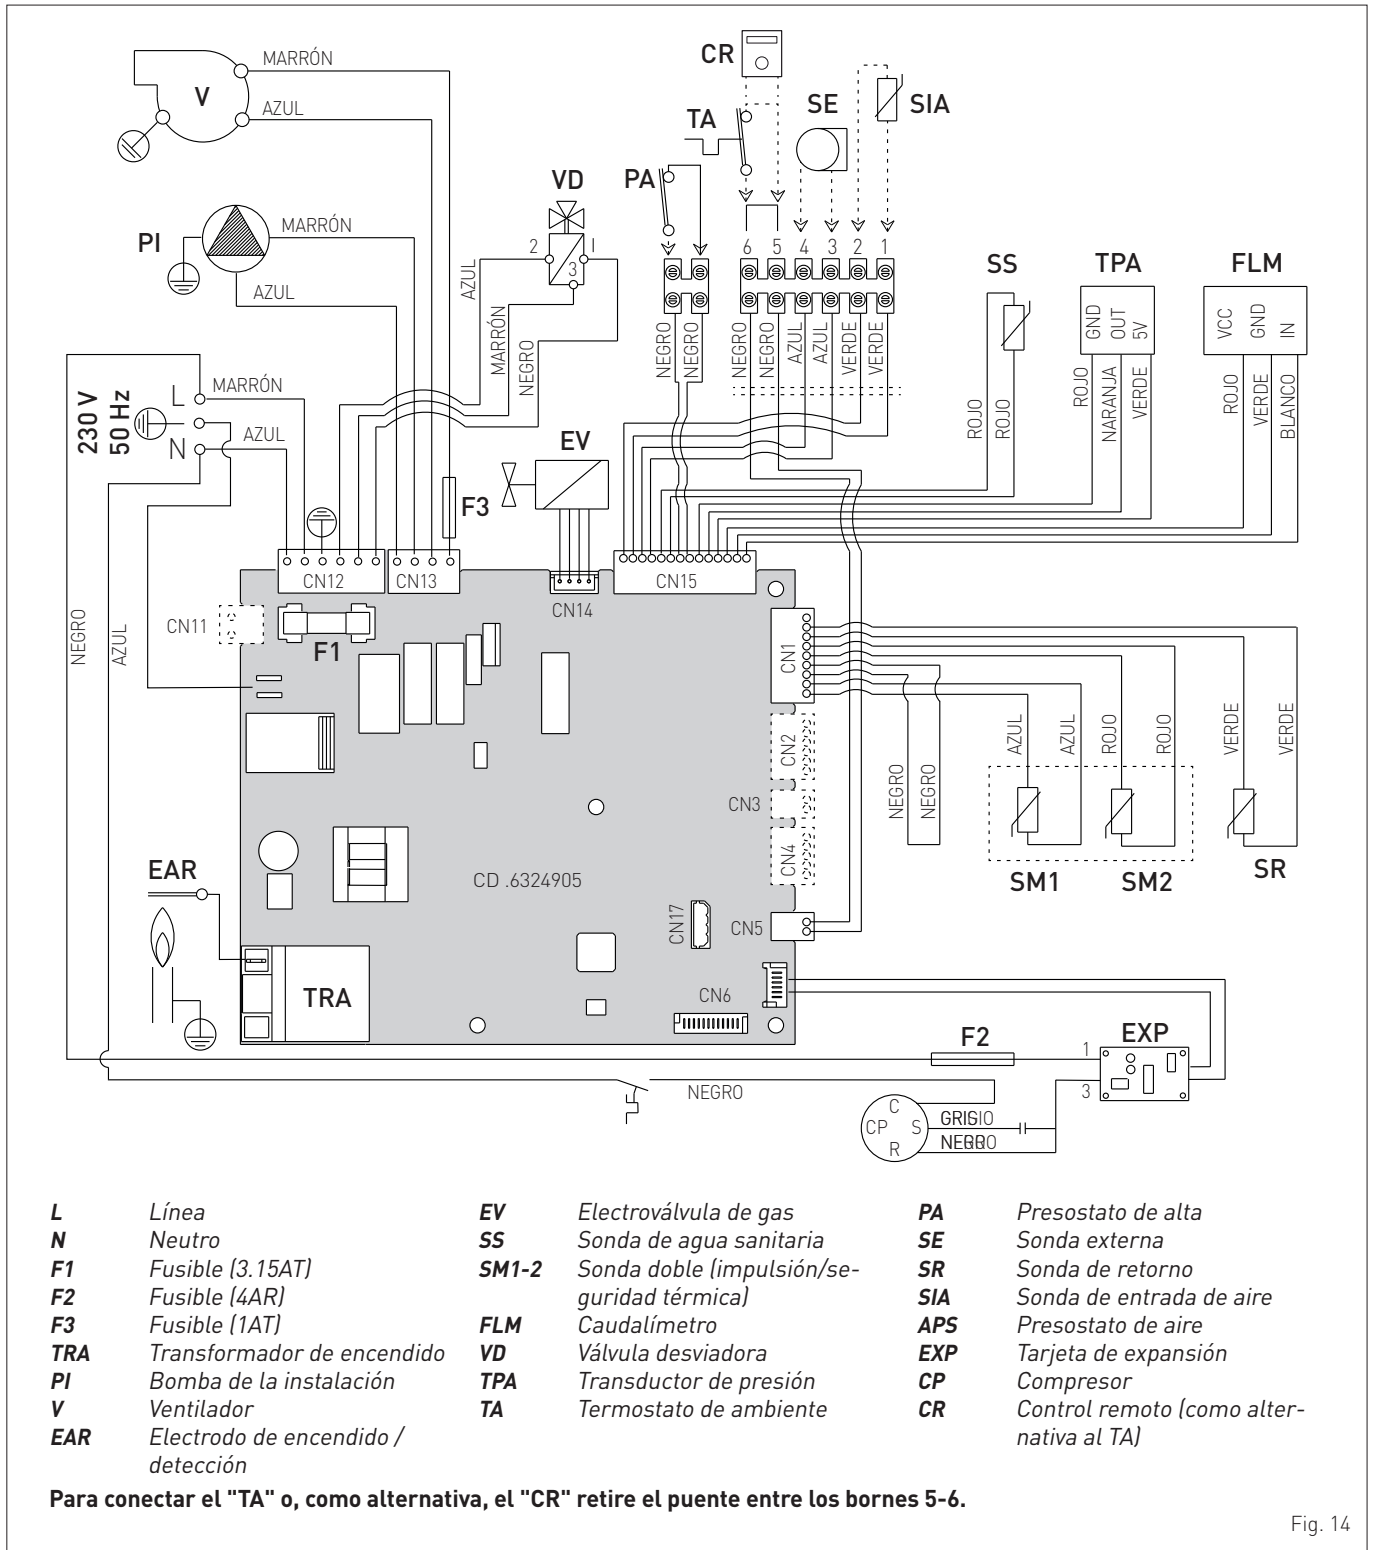 CR
MARRÓN
V
AZUL
TA
SE
SIA
VD
PA
PI
MARRÓN
2
1
3
AZUL
AZUL
MARRÓN
NEGRO
6 5 4 3 2 1
NEGRO
NEGRO
NEGRO
NEGRO
AZUL
AZUL
VERDE
VERDE
SS
TPA
FLM
GND
OUT
5V
VCC
GND
IN
ROJO
ROJO
ROJO
NARANJA
VERDE
ROJO
VERDE
BLANCO
230 V
50 Hz
L
N
MARRÓN
AZUL
EV
F3
CN12
CN13
CN14
CN15
CN11
F1
NEGRO
AZUL
CN1
CN2
CN3
CN4
CN5
CN17
CN6
CD .6324905
NEGRO
NEGRO
AZUL
AZUL
ROJO
ROJO
VERDE
VERDE
SM1
SM2
SR
EAR
TRA
F2
EXP
1
3
NEGRO
C
CP
S
R
L Línea
N Neutro
F1 Fusible (3.15AT)
F2 Fusible (4AR)
F3 Fusible (1AT)
TRA Transformador de encendido
PI Bomba de la instalación
V Ventilador
EAR Electrodo de encendido /
detección
EV Electroválvula de gas
SS Sonda de agua sanitaria
SM1-2 Sonda doble (impulsión/se-
guridad térmica)
FLM Caudalímetro
VD Válvula desviadora
TPA Transductor de presión
TA Termostato de ambiente
PA Presostato de alta
SE Sonda externa
SR Sonda de retorno
SIA Sonda de entrada de aire
APS Presostato de aire
EXP Tarjeta de expansión
CP Compresor
CR Control remoto (como alter-
nativa al TA)
Para conectar el "TA" o, como alternativa, el "CR" retire el puente entre los bornes 5-6.
Fig. 14